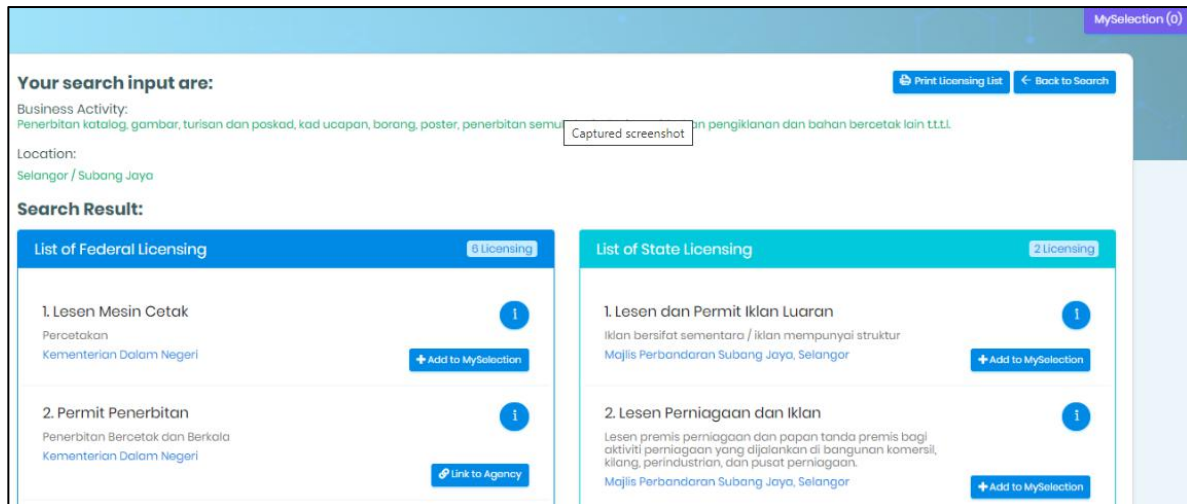 MySelection (0)
Your search input are:
Print Licensing List
Back to Search
Business Activity:
Penerbitan katalog, gambar, turisan dan poskad, kad ucapan, borang, poster, penerbitan semul
an pengiklanan dan bahan bercetak lain t.t.t.l.
Captured screenshot
Location:
Selangor / Subang Jaya
Search Result:
List of Federal Licensing
6 Licensing
1. Lesen Mesin Cetak
Percetakan
Kementerian Dalam Negeri
+ Add to MySelection
2. Permit Penerbitan
Penerbitan Bercetak dan Berkala
Kementerian Dalam Negeri
Link to Agency
List of State Licensing
2 Licensing
1. Lesen dan Permit Iklan Luaran
Iklan bersifat sementara / iklan mempunyai struktur
Majlis Perbandaran Subang Jaya, Selangor
+ Add to MySelection
2. Lesen Perniagaan dan Iklan
Lesen premis perniagaan dan papan tanda premis bagi
aktiviti perniagaan yang dijalankan di bangunan komersil,
kilang, perindustrian, dan pusat perniagaan.
Majlis Perbandaran Subang Jaya, Selangor
+ Add to MySelection